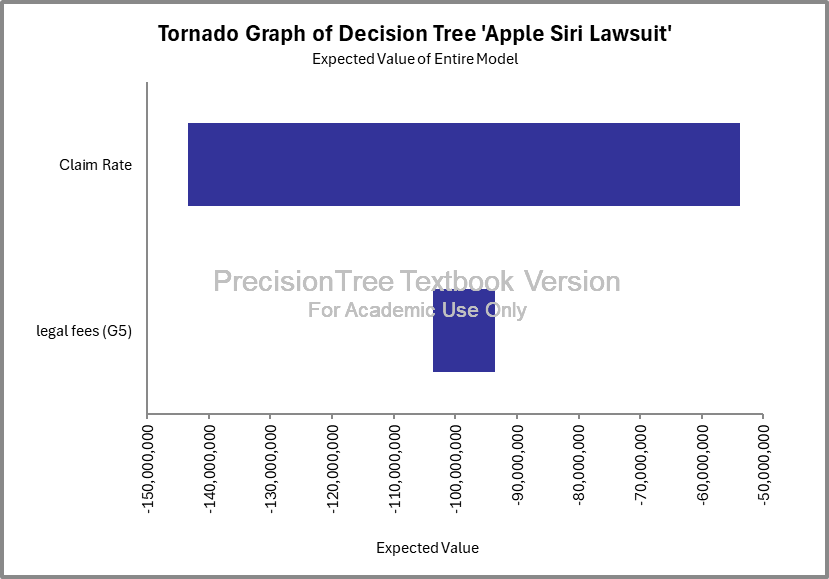 Tornado Graph of Decision Tree 'Apple Siri Lawsuit'
Expected Value of Entire Model
Claim Rate
PrecisionTree Textbook Version
For Academic Use Only
legal fees (G5)
-150,000,000
-140,000,000
-130,000,000
-120,000,000
-110,000,000
-100,000,000
-90,000,000
-80,000,000
-70,000,000
-60,000,000
-50,000,000
Expected Value